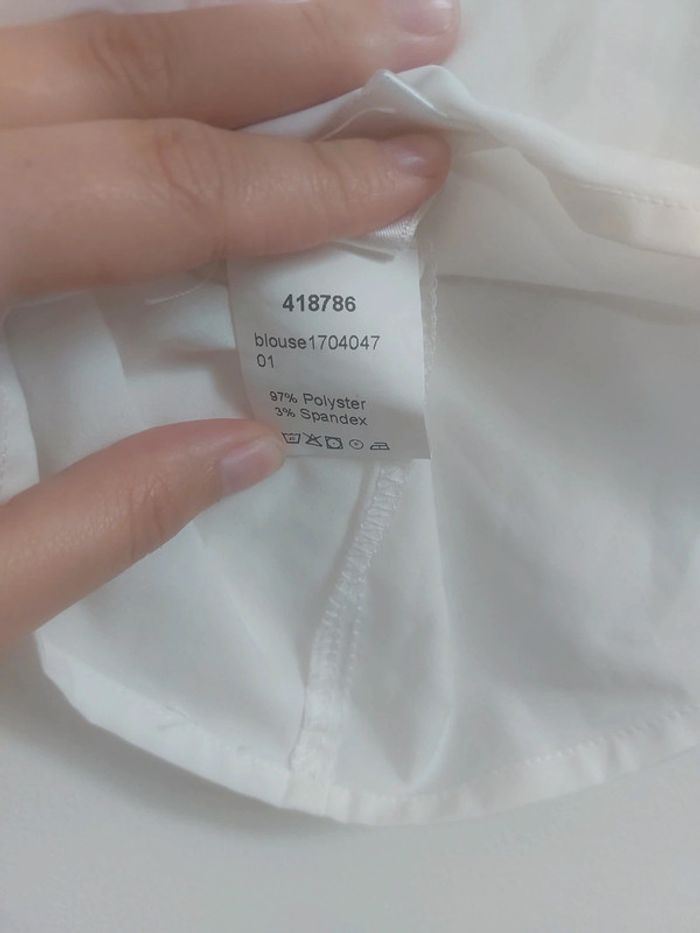 418786
blouse1704047
01
97% Polyster
3% Spandex